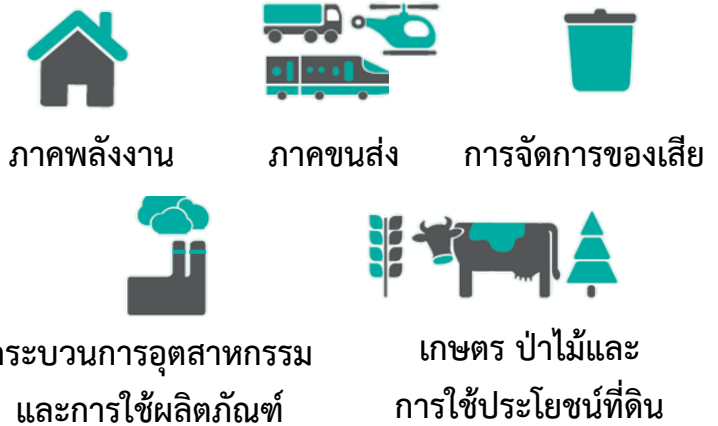 ภาคพลังงาน
ภาคขนส่ง
การจัดการของเสีย
กระบวนการอุตสาหกรรม
และการใช้ผลิตภัณฑ์
เกษตร ป่าไม้และ
การใช้ประโยชน์ที่ดิน